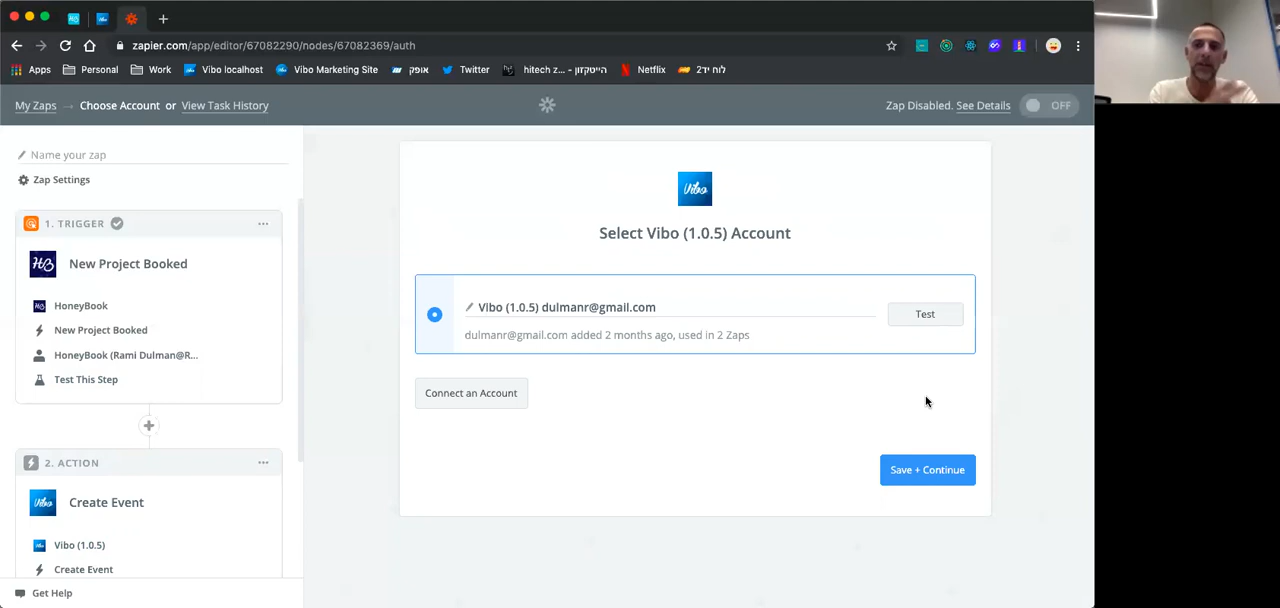 zipier.com/app/editor/67082290/nodes/67082369/auth
Apps
Personal
Work
Vibo localhost
Vibo Marketing Site
אופק
Twitter
hitech z... – הייטקזון
Netflix
לוח יד2
My Zaps → Choose Account or View Task History
Zap Disabled. See Details
OFF
Name your zap
Zap Settings
1. TRIGGER
...
HB
New Project Booked
HoneyBook
New Project Booked
HoneyBook (Rami Dulman@R...
Test This Step
+
2. ACTION
...
Vibo
Create Event
Vibo (1.0.5)
Create Event
Get Help
Vibo
Select Vibo (1.0.5) Account
Vibo (1.0.5) dulmanr@gmail.com
Test
dulmanr@gmail.com added 2 months ago, used in 2 Zaps
Connect an Account
Save + Continue